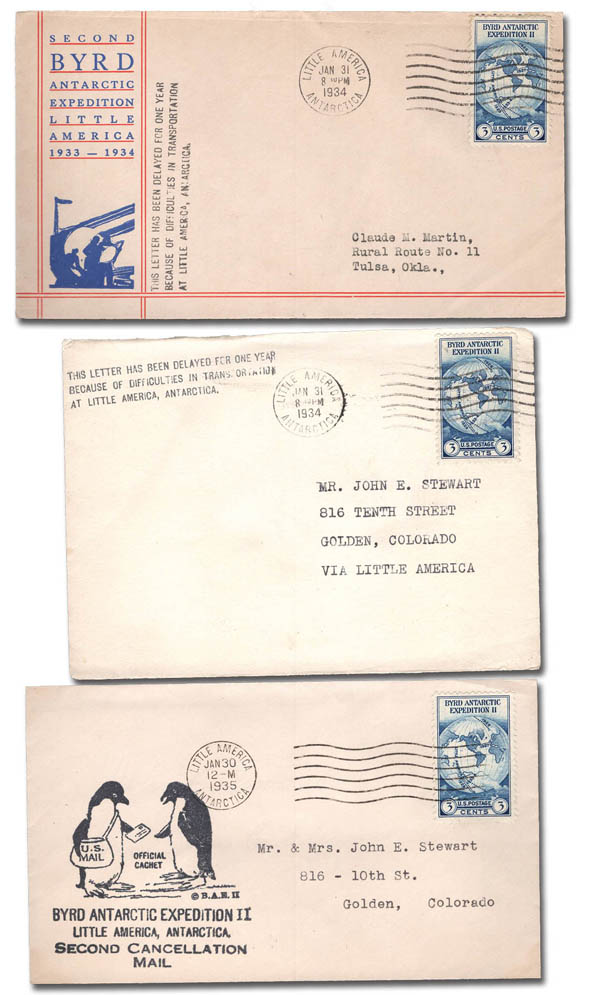 SECOND
BYRD
ANTARCTIC
EXPEDITION
LITTLE
AMERICA
1933 — 1934
THIS LETTER HAS BEEN DELAYED FOR ONE YEAR
BECAUSE OF DIFFICULTIES IN TRANSPORTATION
AT LITTLE AMERICA, ANTARCTICA.
LITTLE AMERICA
JAN 31
8 PM
1934
ANTARCTICA
BYRD ANTARCTIC
EXPEDITION II
U.S. POSTAGE
3 3
CENTS
Claude M. Martin,
Rural Route No. 11
Tulsa, Okla.,
THIS LETTER HAS BEEN DELAYED FOR ONE YEAR
BECAUSE OF DIFFICULTIES IN TRANSPORTATION
AT LITTLE AMERICA, ANTARCTICA.
LITTLE AMERICA
JAN 31
8 PM
1934
ANTARCTICA
BYRD ANTARCTIC
EXPEDITION II
U.S. POSTAGE
3 3
CENTS
MR. JOHN E. STEWART
816 TENTH STREET
GOLDEN, COLORADO
VIA LITTLE AMERICA
LITTLE AMERICA
JAN 30
12-M
1935
ANTARCTICA
BYRD ANTARCTIC
EXPEDITION II
U.S. POSTAGE
3 3
CENTS
U.S.
MAIL
OFFICIAL
CACHET
© B.A.E. II
BYRD ANTARCTIC EXPEDITION II
LITTLE AMERICA, ANTARCTICA.
SECOND CANCELLATION
MAIL
Mr. & Mrs. John E. Stewart
816 - 10th St.
Golden, Colorado